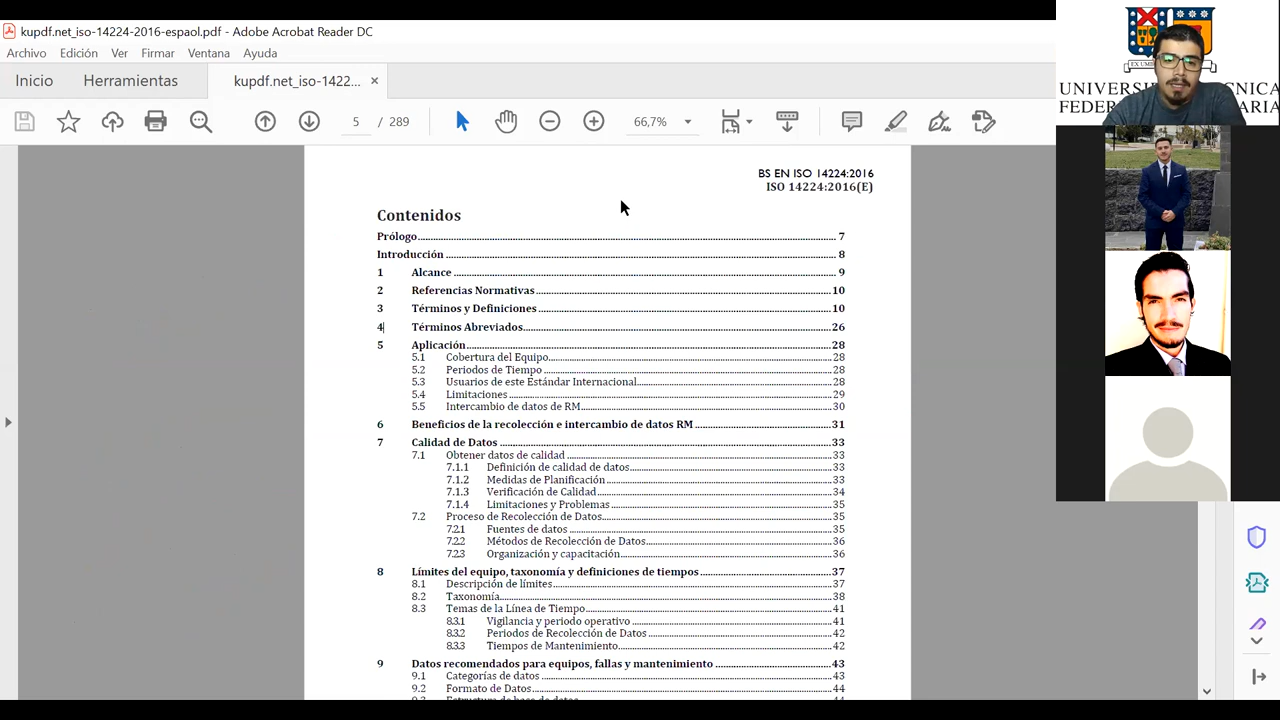 kupdf.net_iso-14224-2016-espaol.pdf - Adobe Acrobat Reader DC
Archivo Edición Ver Firmar Ventana Ayuda
Inicio Herramientas kupdf.net_iso-1422... ×
5 / 289 66,7%
BS EN ISO 14224:2016
ISO 14224:2016(E)
Contenidos
Prólogo 7
Introducción 8
1 Alcance 9
2 Referencias Normativas 10
3 Términos y Definiciones 10
4 Términos Abreviados 26
5 Aplicación 28
5.1 Cobertura del Equipo 28
5.2 Periodos de Tiempo 28
5.3 Usuarios de este Estándar Internacional 28
5.4 Limitaciones 29
5.5 Intercambio de datos de RM 30
6 Beneficios de la recolección e intercambio de datos RM 31
7 Calidad de Datos 33
7.1 Obtener datos de calidad 33
7.1.1 Definición de calidad de datos 33
7.1.2 Medidas de Planificación 33
7.1.3 Verificación de Calidad 34
7.1.4 Limitaciones y Problemas 35
7.2 Proceso de Recolección de Datos 35
7.2.1 Fuentes de datos 35
7.2.2 Métodos de Recolección de Datos 36
7.2.3 Organización y capacitación 36
8 Límites del equipo, taxonomía y definiciones de tiempos 37
8.1 Descripción de límites 37
8.2 Taxonomía 38
8.3 Temas de la Línea de Tiempo 41
8.3.1 Vigilancia y periodo operativo 41
8.3.2 Periodos de Recolección de Datos 42
8.3.3 Tiempos de Mantenimiento 42
9 Datos recomendados para equipos, fallas y mantenimiento 43
9.1 Categorías de datos 43
9.2 Formato de Datos 44